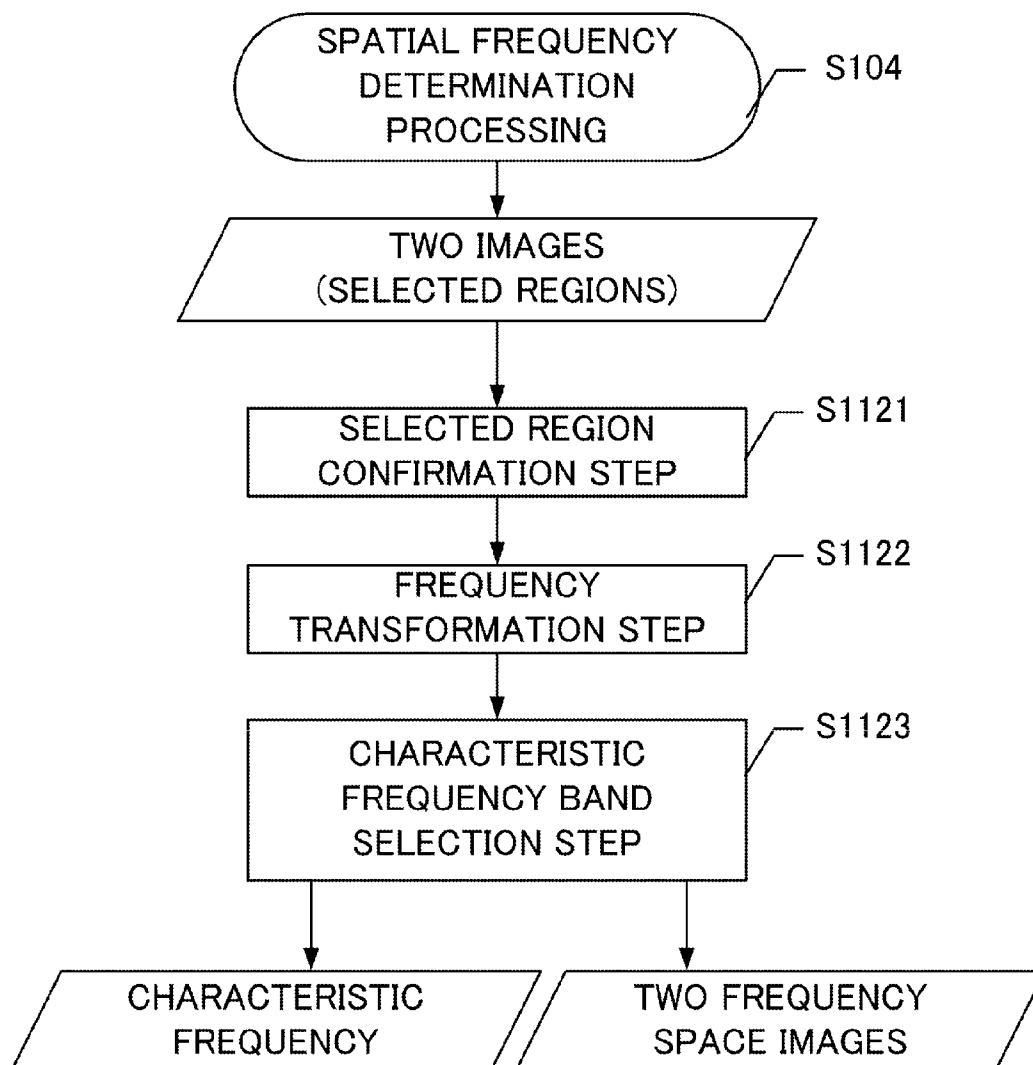 SPATIAL FREQUENCY
DETERMINATION
PROCESSING
S104
TWO IMAGES
(SELECTED REGIONS)
SELECTED REGION
CONFIRMATION STEP
S1121
FREQUENCY
TRANSFORMATION STEP
S1122
CHARACTERISTIC
FREQUENCY BAND
SELECTION STEP
S1123
CHARACTERISTIC
FREQUENCY
TWO FREQUENCY
SPACE IMAGES